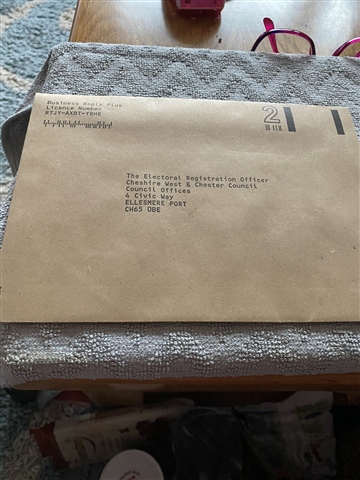 Business Reply Plus
Licence Number
RTJY-AXBT-YRHE
2
The Electoral Registration Officer
Cheshire West & Chester Council
Council Offices
4 Civic Way
ELLESMERE PORT
CH65 0BE